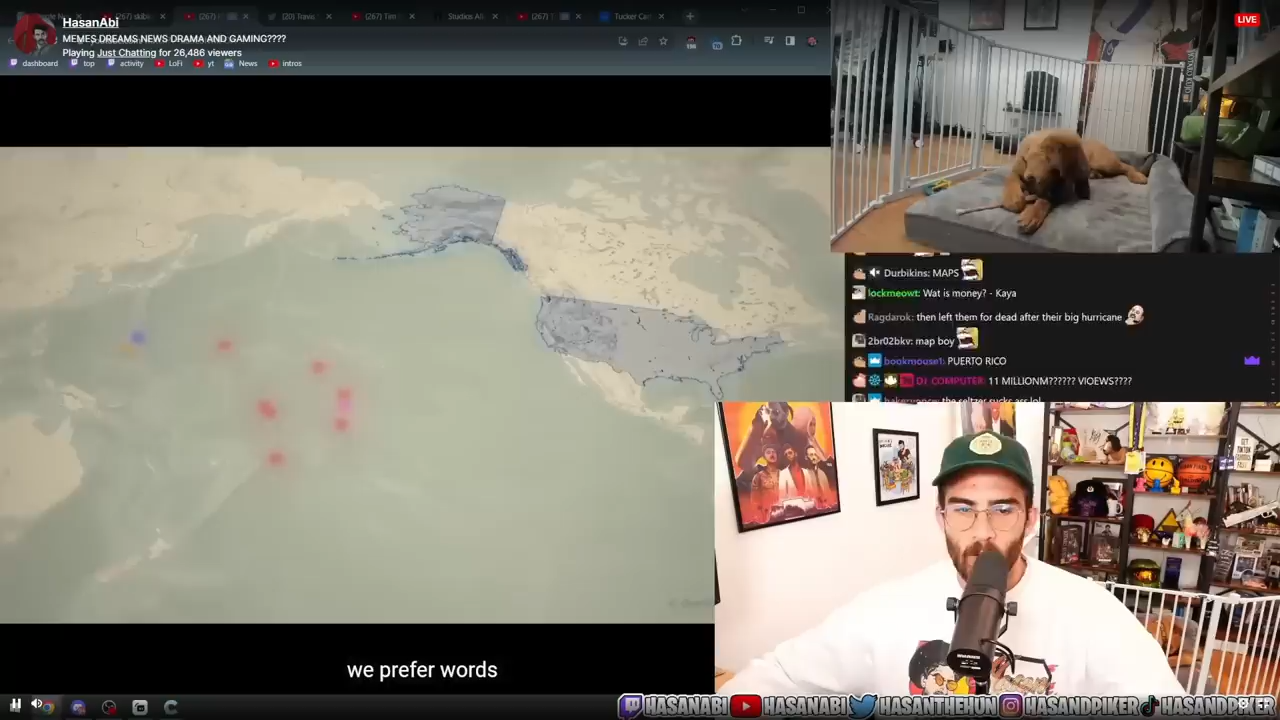 HasanAbi
MEMES DREAMS NEWS DRAMA AND GAMING????
Playing Just Chatting for 26,486 viewers
dashboard top activity LoFi yt News intros
LIVE
Durbikins: MAPS
lockmeowt: Wat is money? - Kaya
Ragdarok: then left them for dead after their big hurricane
2br02bkv: map boy
bookmouse1: PUERTO RICO
DJ_COMPUTER: 11 MILLIONM?????? VIOEWS????
we prefer words
HASANABI HASANABI HASANTHEHUN HASANDPIKER HASANDPIKER